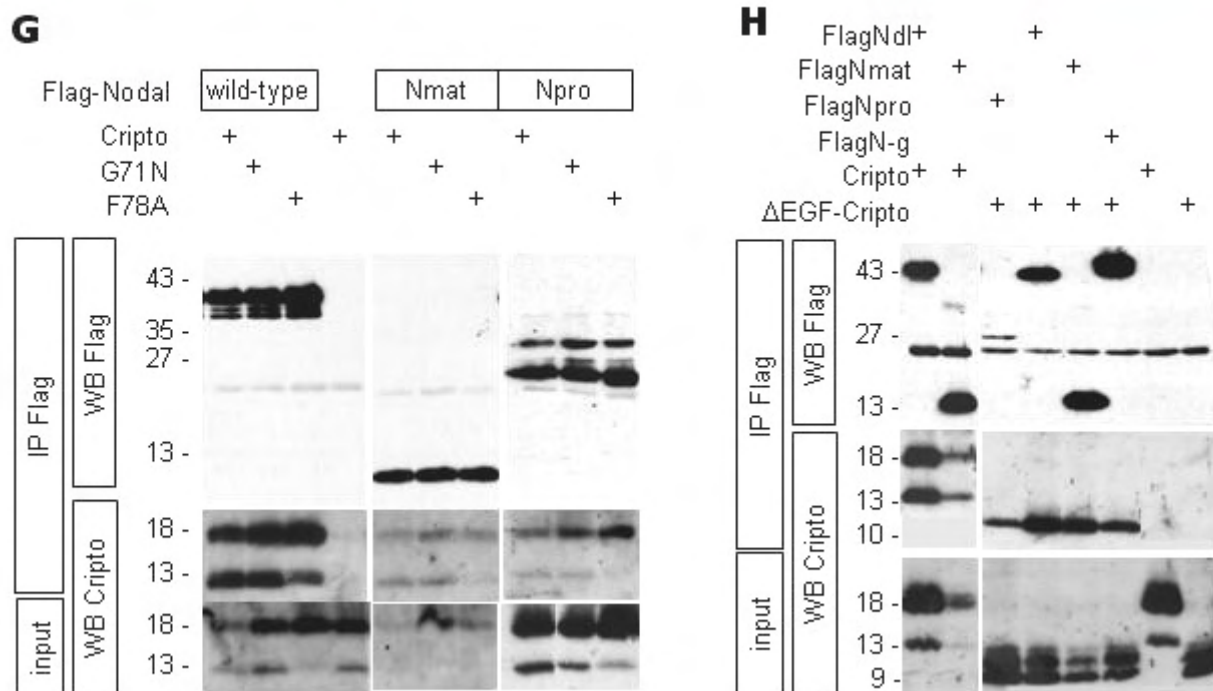 G
Flag-Nodal wild-type Nmat Npro
Cripto + + + +
G71N + + +
F78A + + +
IP Flag
WB Flag
43 -
35 -
27 -
13 -
WB Cripto
18 -
13 -
input
18 -
13 -
H
FlagNdl + +
FlagNmat + +
FlagNpro +
FlagN-g +
Cripto + + +
ΔEGF-Cripto + + + + +
IP Flag
WB Flag
43 -
27 -
13 -
WB Cripto
18 -
13 -
10 -
input
18 -
13 -
9 -